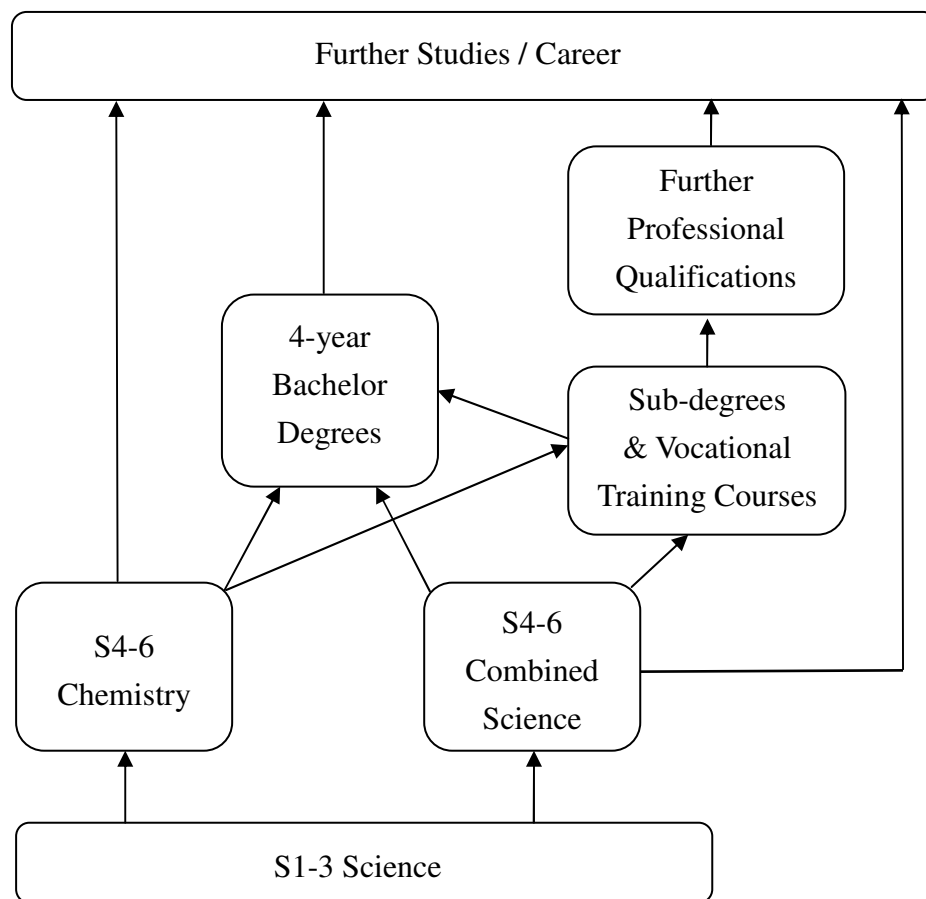 Further Studies / Career
Further
Professional
Qualifications
4-year
Bachelor
Degrees
Sub-degrees
& Vocational
Training Courses
S4-6
Chemistry
S4-6
Combined
Science
S1-3 Science